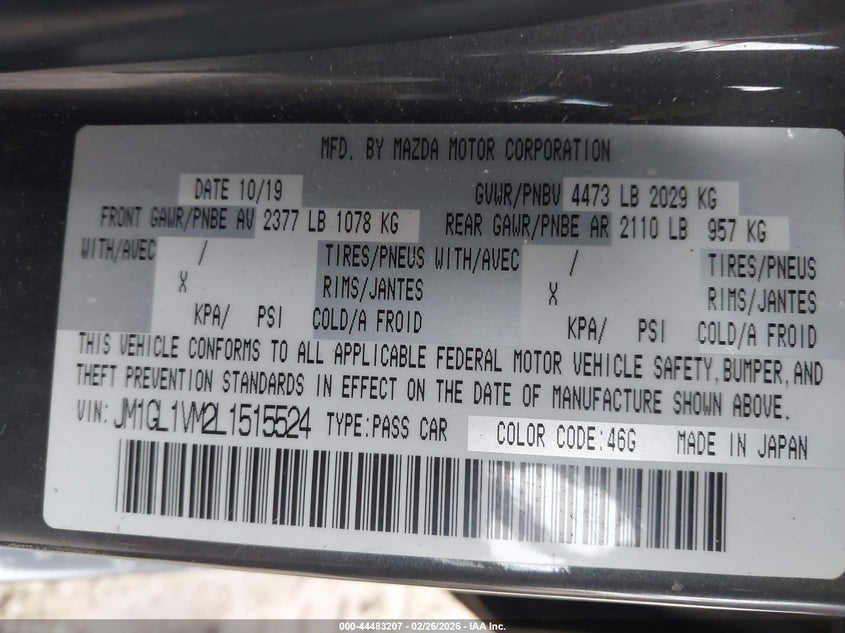 MFD. BY MAZDA MOTOR CORPORATION
DATE 10/19 GVWR/PNBV 4473 LB 2029 KG
FRONT GAWR/PNBE AV 2377 LB 1078 KG REAR GAWR/PNBE AR 2110 LB 957 KG
WITH/AVEC / TIRES/PNEUS WITH/AVEC / TIRES/PNEUS
X RIMS/JANTES X RIMS/JANTES
KPA/ PSI COLD/A FROID KPA/ PSI COLD/A FROID
THIS VEHICLE CONFORMS TO ALL APPLICABLE FEDERAL MOTOR VEHICLE SAFETY, BUMPER, AND
THEFT PREVENTION STANDARDS IN EFFECT ON THE DATE OF MANUFACTURE SHOWN ABOVE.
VIN: JM1GL1VM2L1515524 TYPE:PASS CAR COLOR CODE:46G MADE IN JAPAN
000-44483207 - 02/26/2026 - IAA Inc.